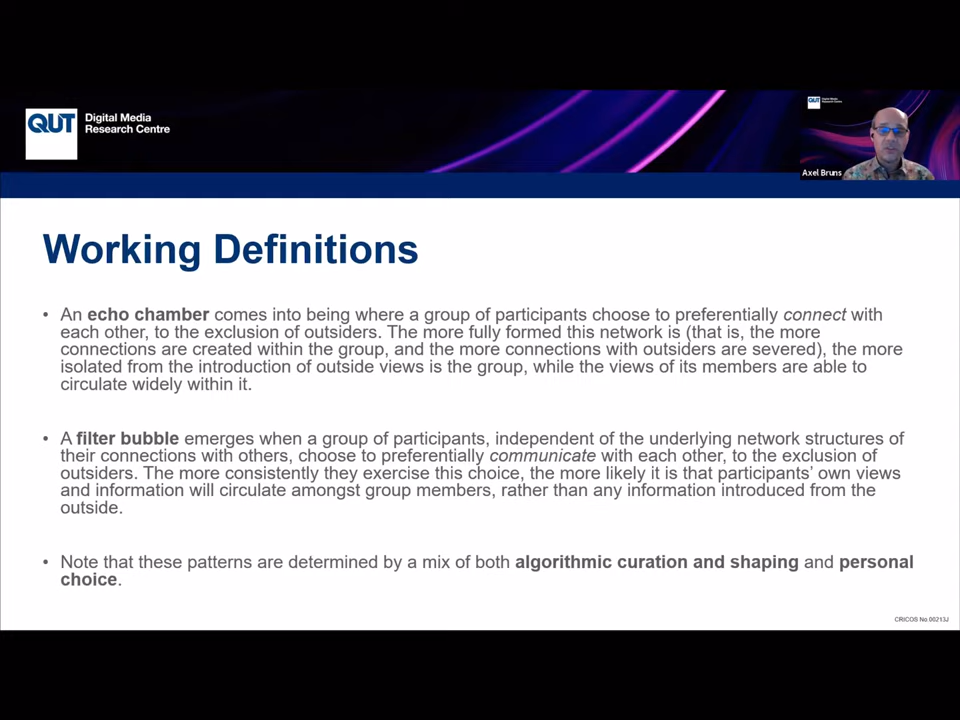 QUT
Digital Media
Research Centre
QUT
Digital Media
Research Centre
Axel Bruns
Working Definitions
• An echo chamber comes into being where a group of participants choose to preferentially connect with
each other, to the exclusion of outsiders. The more fully formed this network is (that is, the more
connections are created within the group, and the more connections with outsiders are severed), the more
isolated from the introduction of outside views is the group, while the views of its members are able to
circulate widely within it.
• A filter bubble emerges when a group of participants, independent of the underlying network structures of
their connections with others, choose to preferentially communicate with each other, to the exclusion of
outsiders. The more consistently they exercise this choice, the more likely it is that participants’ own views
and information will circulate amongst group members, rather than any information introduced from the
outside.
• Note that these patterns are determined by a mix of both algorithmic curation and shaping and personal
choice.
CRICOS No.00213J